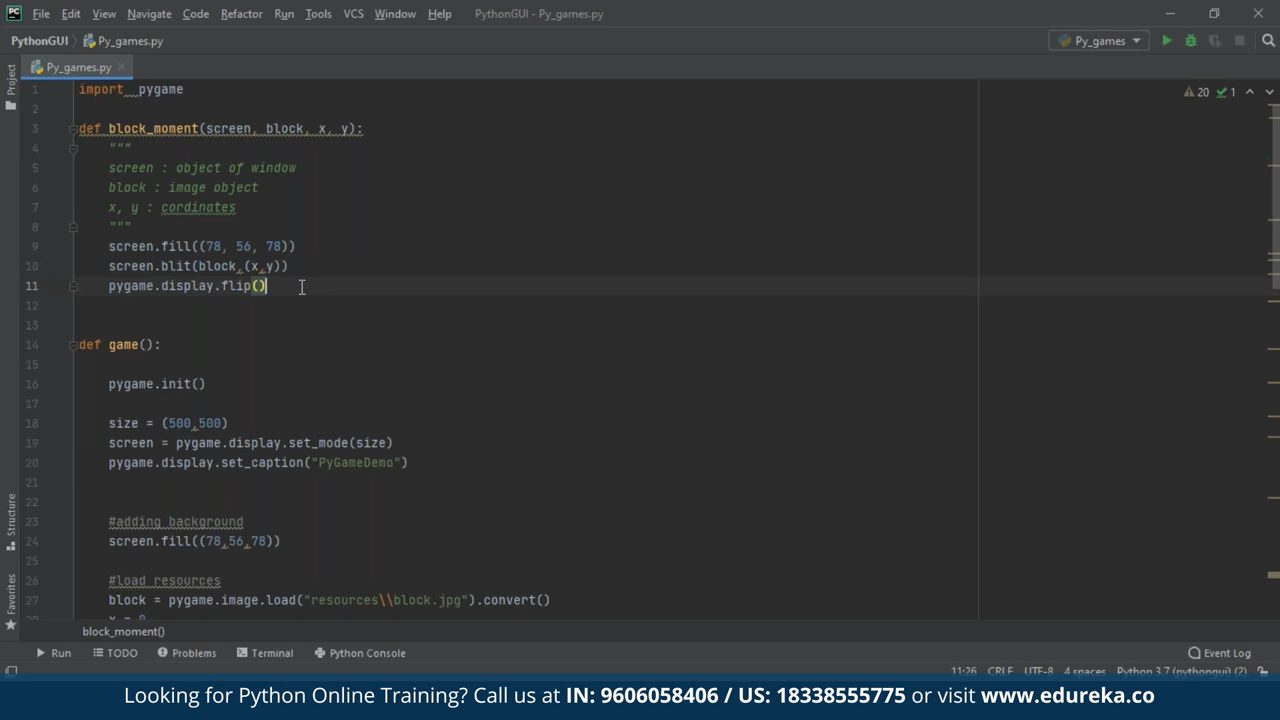 File Edit View Navigate Code Refactor Run Tools VCS Window Help PythonGUI - Py_games.py
PythonGUI Py_games.py Py_games
Project
Py_games.py
20 1
1 import  pygame
2
3 def block_moment(screen, block, x, y):
4 """
5 screen : object of window
6 block : image object
7 x, y : cordinates
8 """
9 screen.fill((78, 56, 78))
10 screen.blit(block,(x,y))
11 pygame.display.flip()
12
13
14 def game():
15
16 pygame.init()
17
18 size = (500,500)
19 screen = pygame.display.set_mode(size)
20 pygame.display.set_caption("PyGameDemo")
21
22
23 #adding background
24 screen.fill((78,56,78))
25
26 #load resources
27 block = pygame.image.load("resources\\block.jpg").convert()
Structure
Favorites
block_moment()
Run TODO Problems Terminal Python Console Event Log
11:26 CRLF UTF-8 4 spaces Python 3.7 (pythongui) (2)
Looking for Python Online Training? Call us at IN: 9606058406 / US: 18338555775 or visit www.edureka.co